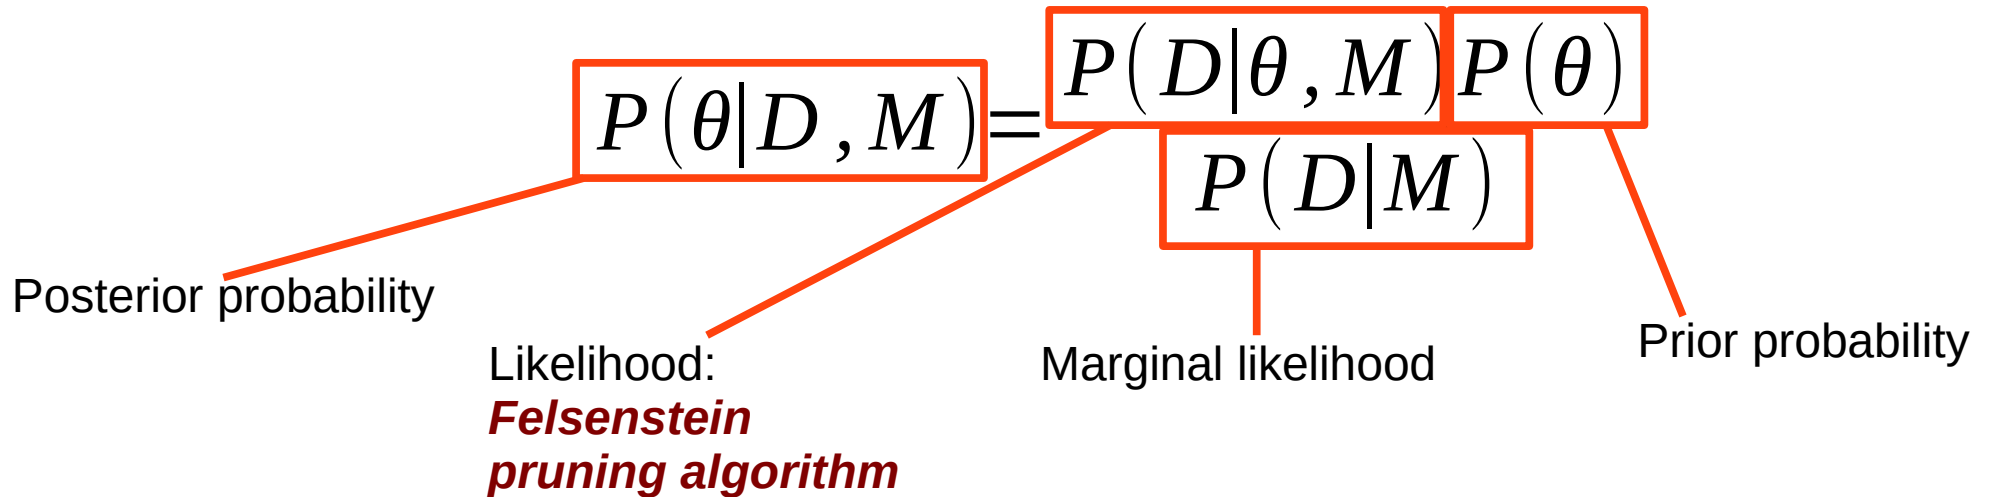 P(θ|D,M)=
P(D|θ,M)P(θ)
P(D|M)
Posterior probability
Likelihood:
Felsenstein
pruning algorithm
Marginal likelihood
Prior probability